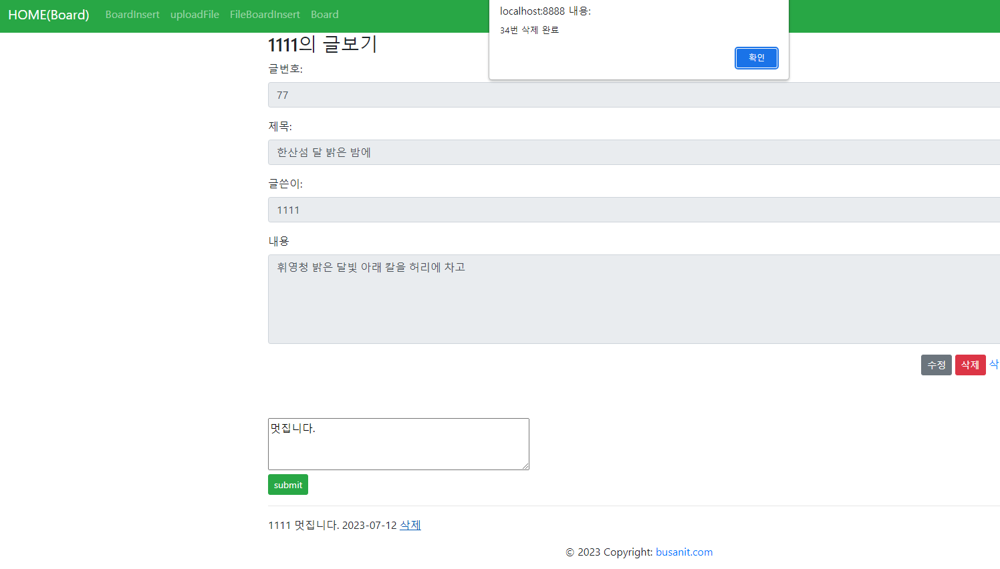 HOME(Board) BoardInsert uploadFile FileBoardInsert Board
localhost:8888 내용:
34번 삭제 완료
확인
1111의 글보기
글번호:
77
제목:
한산섬 달 밝은 밤에
글쓴이:
1111
내용
휘영청 밝은 달빛 아래 칼을 허리에 차고
수정 삭제 삭
멋집니다.
submit
1111 멋집니다. 2023-07-12 삭제
© 2023 Copyright: busanit.com